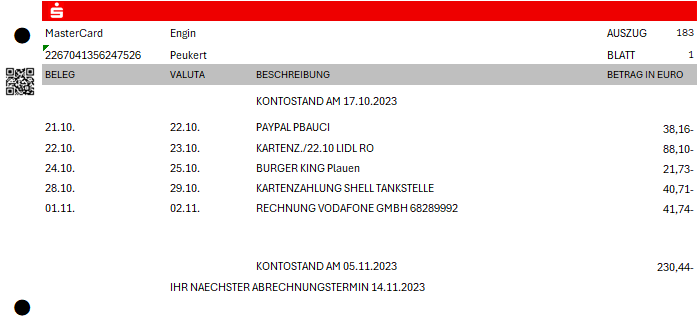 MasterCard Engin AUSZUG 183
2267041356247526 Peukert BLATT 1
BELEG VALUTA BESCHREIBUNG BETRAG IN EURO
KONTOSTAND AM 17.10.2023
21.10. 22.10. PAYPAL PBAUCI 38,16-
22.10. 23.10. KARTENZ./22.10 LIDL RO 88,10-
24.10. 25.10. BURGER KING Plauen 21,73-
28.10. 29.10. KARTENZAHLUNG SHELL TANKSTELLE 40,71-
01.11. 02.11. RECHNUNG VODAFONE GMBH 68289992 41,74-
KONTOSTAND AM 05.11.2023 230,44-
IHR NAECHSTER ABRECHNUNGSTERMIN 14.11.2023